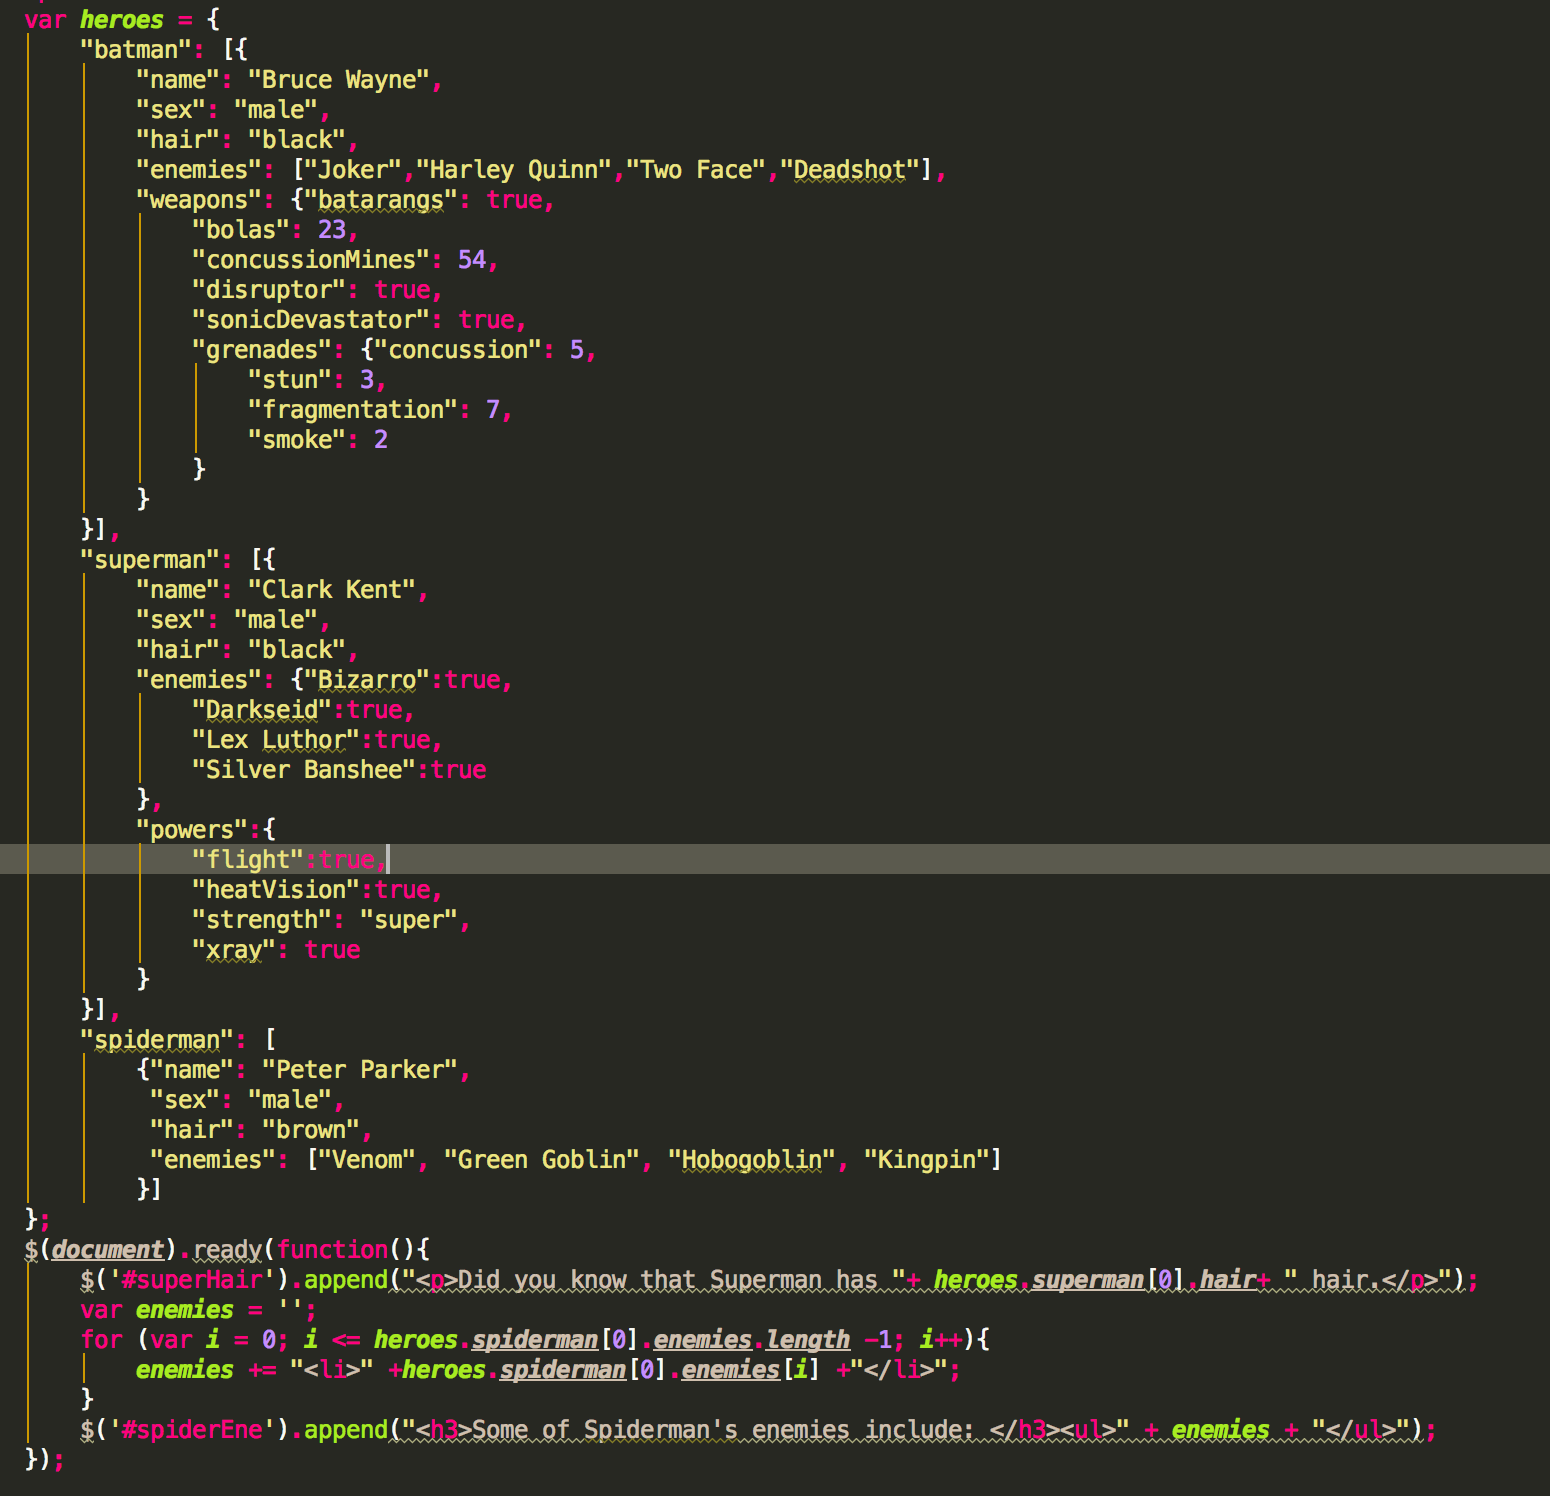 var heroes = {
    "batman": [{
        "name": "Bruce Wayne",
        "sex": "male",
        "hair": "black",
        "enemies": ["Joker","Harley Quinn","Two Face","Deadshot"],
        "weapons": {"batarangs": true,
            "bolas": 23,
            "concussionMines": 54,
            "disruptor": true,
            "sonicDevastator": true,
            "grenades": {"concussion": 5,
                "stun": 3,
                "fragmentation": 7,
                "smoke": 2
            }
        }
    }],
    "superman": [{
        "name": "Clark Kent",
        "sex": "male",
        "hair": "black",
        "enemies": {"Bizarro":true,
            "Darkseid":true,
            "Lex Luthor":true,
            "Silver Banshee":true
        },
        "powers":{
            "flight":true,
            "heatVision":true,
            "strength": "super",
            "xray": true
        }
    }],
    "spiderman": [
        {"name": "Peter Parker",
         "sex": "male",
         "hair": "brown",
         "enemies": ["Venom", "Green Goblin", "Hobogoblin", "Kingpin"]
        }]
};
$(document).ready(function(){
    $('#superHair').append("<p>Did you know that Superman has "+ heroes.superman[0].hair+ " hair.</p>");
    var enemies = '';
    for (var i = 0; i <= heroes.spiderman[0].enemies.length -1; i++){
        enemies += "<li>" +heroes.spiderman[0].enemies[i] +"</li>";
    }
    $('#spiderEne').append("<h3>Some of Spiderman's enemies include: </h3><ul>" + enemies + "</ul>");
});